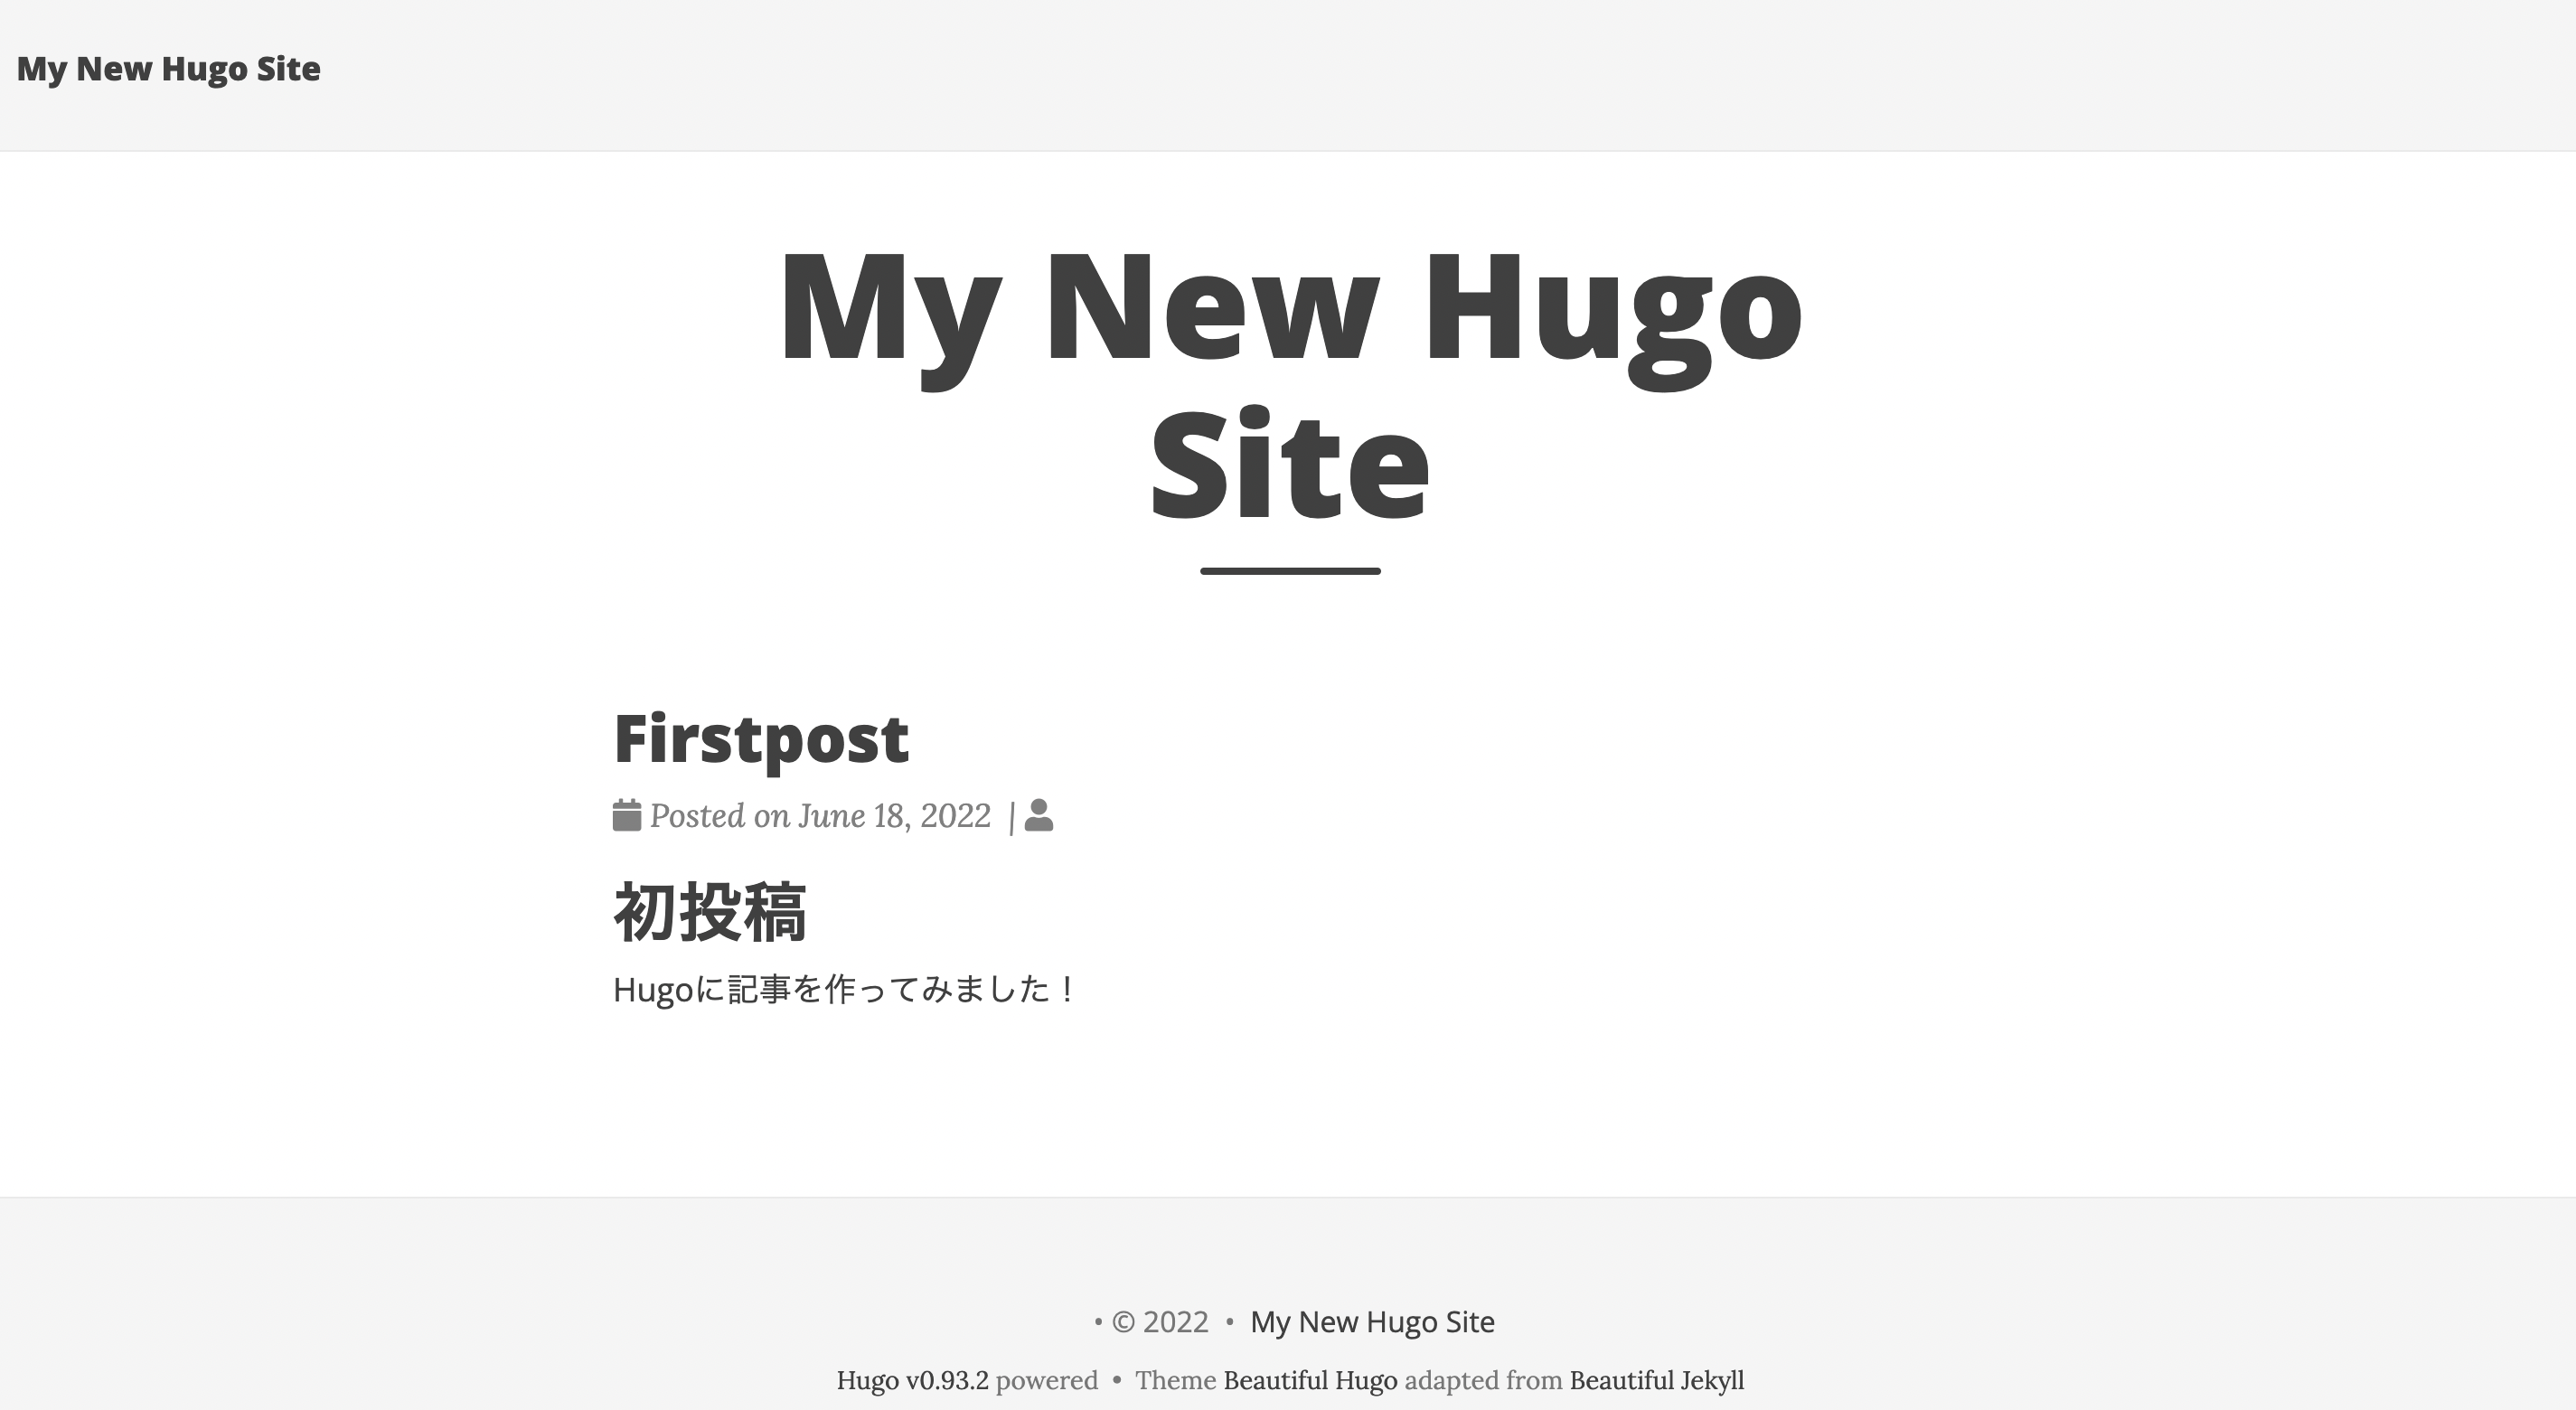 My New Hugo Site
My New Hugo
Site
Firstpost
Posted on June 18, 2022 |
初投稿
Hugoに記事を作ってみました！
• © 2022 • My New Hugo Site
Hugo v0.93.2 powered • Theme Beautiful Hugo adapted from Beautiful Jekyll